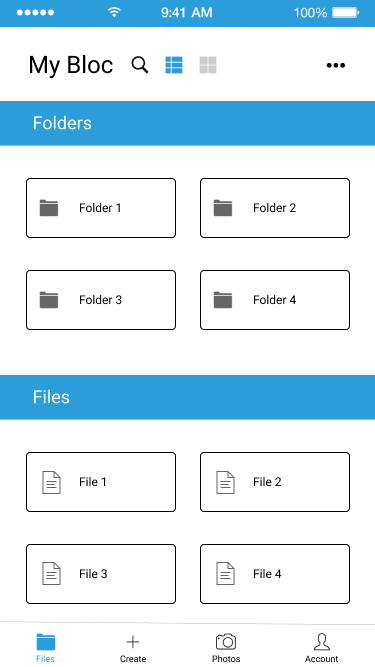 9:41 AM 100%
My Bloc
Folders
Folder 1 Folder 2
Folder 3 Folder 4
Files
File 1 File 2
File 3 File 4
Files Create Photos Account